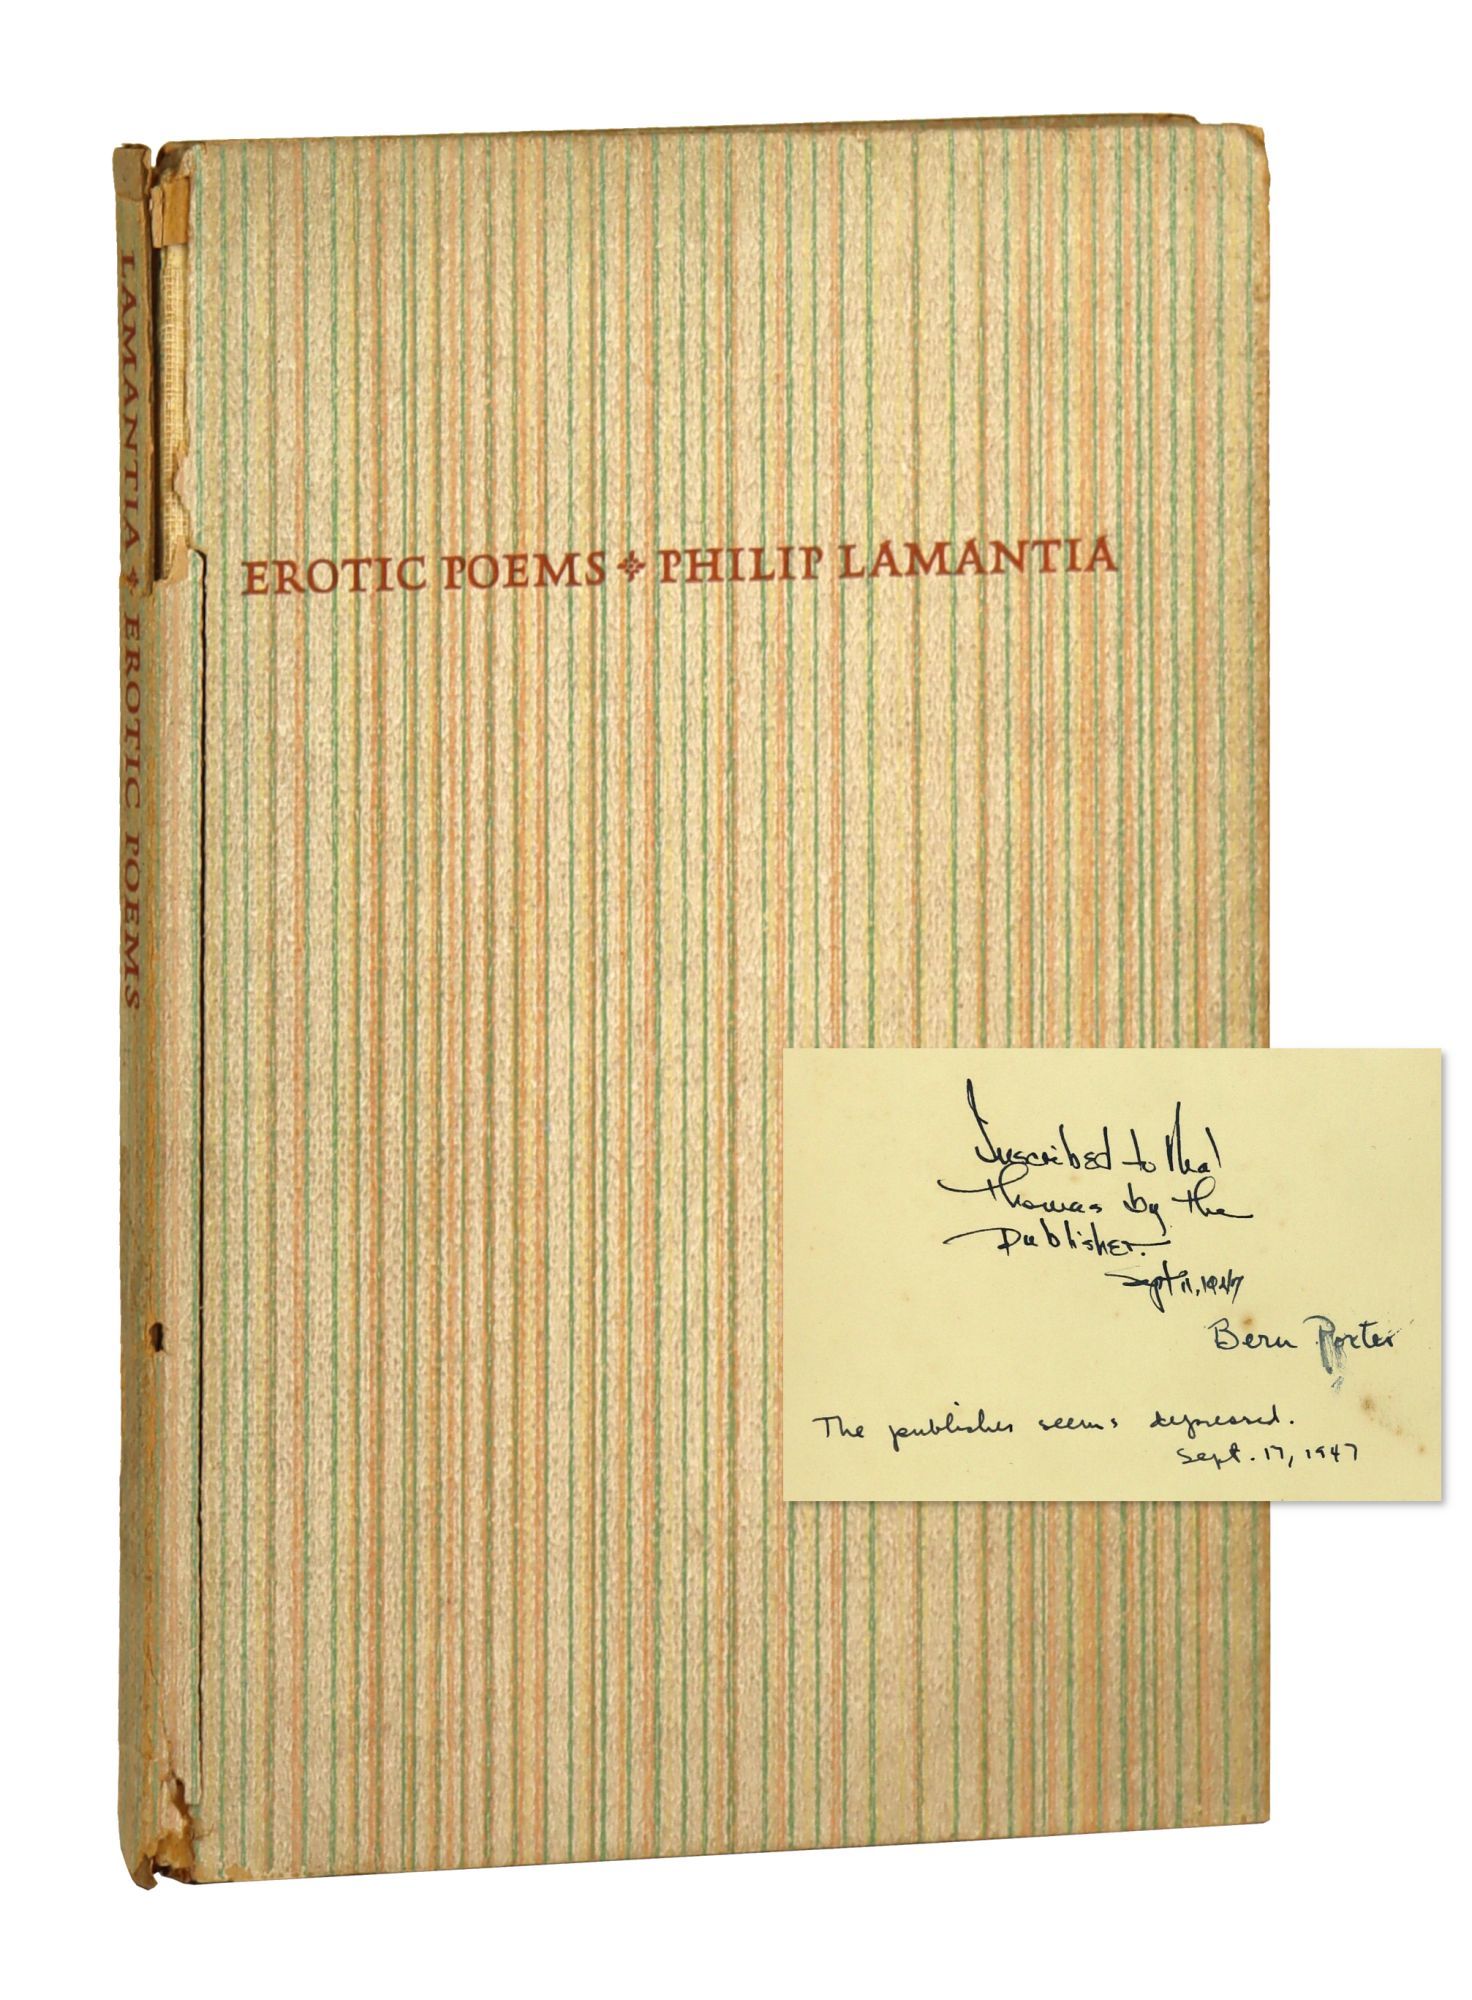 LAMANTIA ✥ EROTIC POEMS
EROTIC POEMS ✥ PHILIP LAMANTIA
Inscribed to Neal
Thomas by the
Publisher.
Sept 11, 1947
Bern Porter
The publisher seems depressed.
Sept. 17, 1947